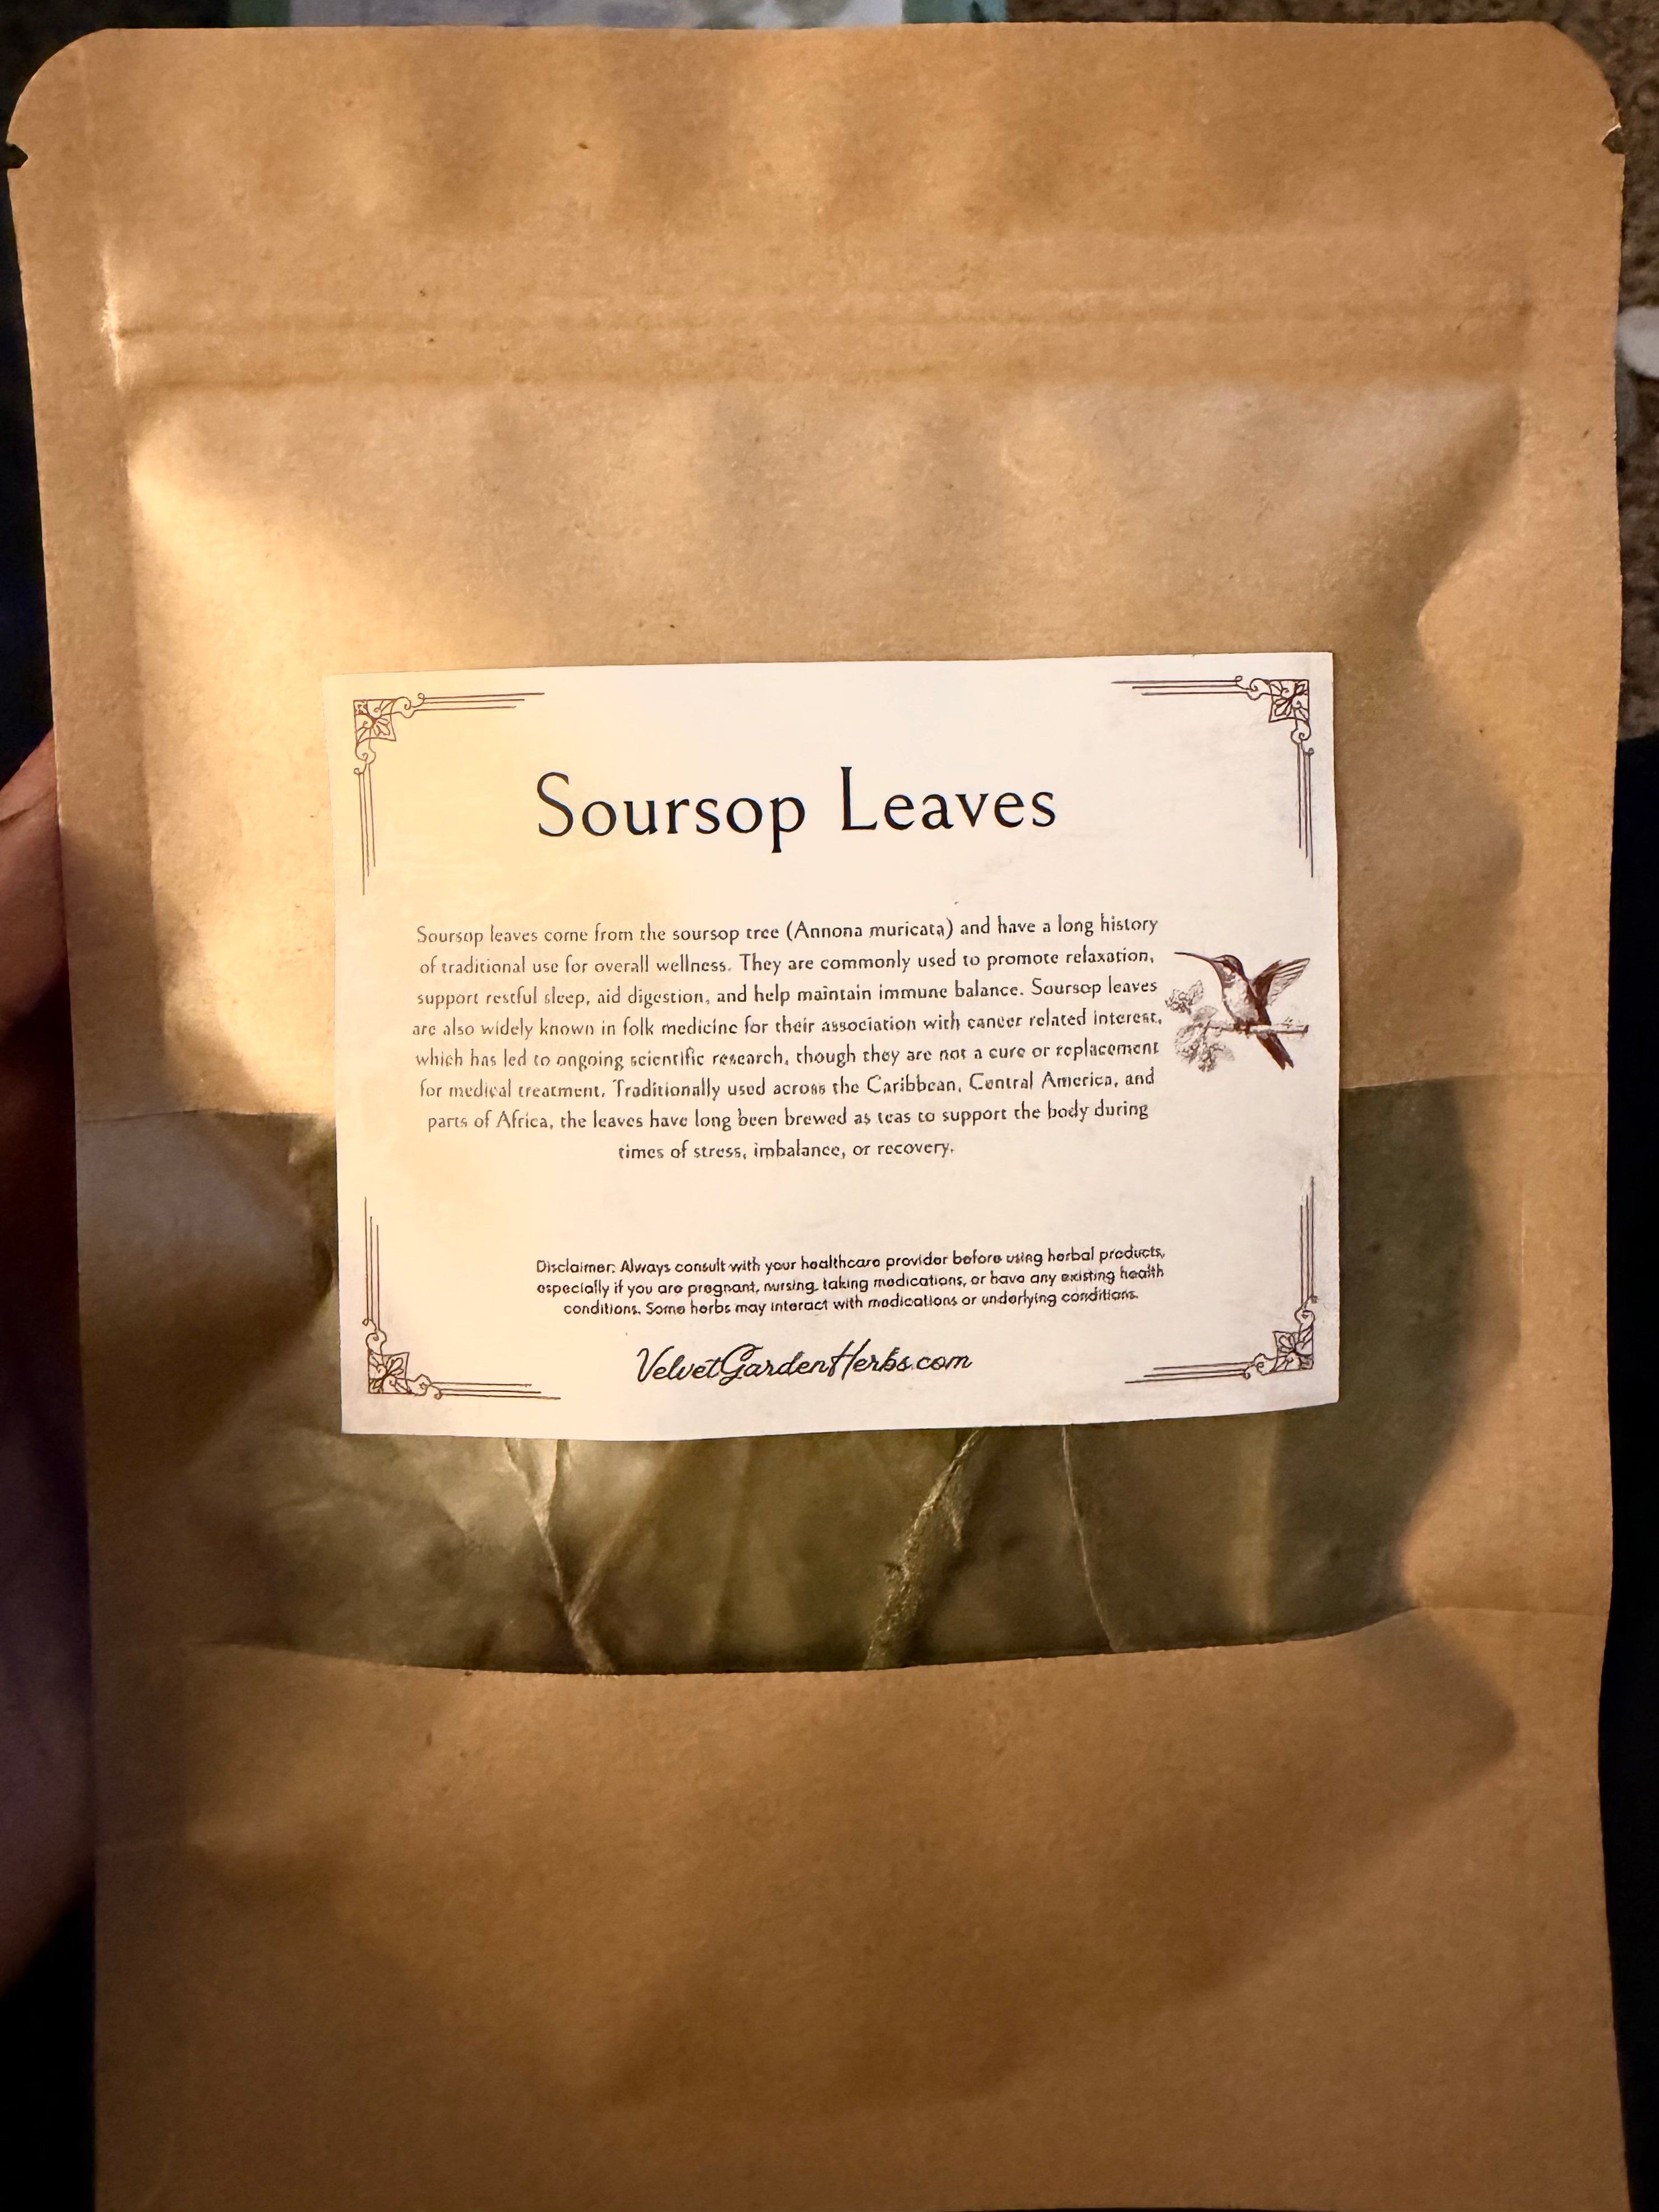 Soursop Leaves
Soursop leaves come from the soursop tree (Annona muricata) and have a long history
of traditional use for overall wellness. They are commonly used to promote relaxation,
support restful sleep, aid digestion, and help maintain immune balance. Soursop leaves
are also widely known in folk medicine for their association with cancer related interest,
which has led to ongoing scientific research, though they are not a cure or replacement
for medical treatment. Traditionally used across the Caribbean, Central America, and
parts of Africa, the leaves have long been brewed as teas to support the body during
times of stress, imbalance, or recovery.
Disclaimer: Always consult with your healthcare provider before using herbal products,
especially if you are pregnant, nursing, taking medications, or have any existing health
conditions. Some herbs may interact with medications or underlying conditions.
VelvetGardenHerbs.com